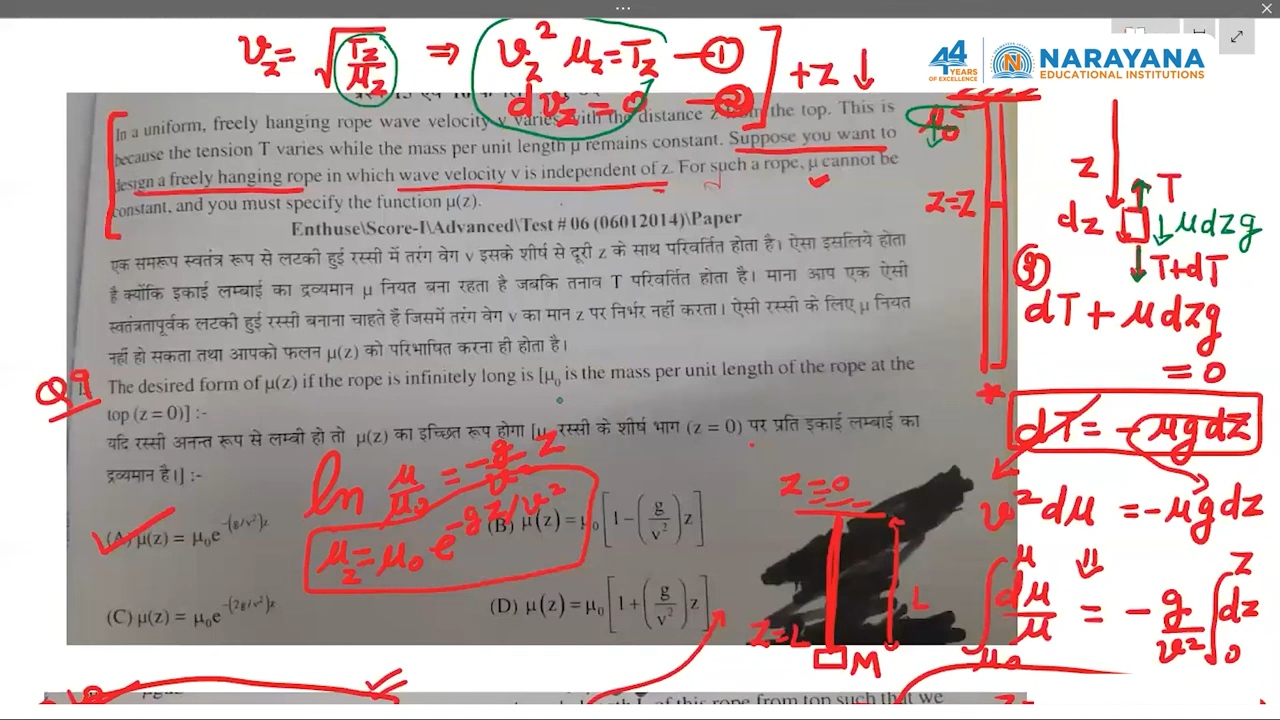 v_z = √(T_z/μ_z) ⇒ v_z² μ_z = T_z —①
dv_z = 0 —②
+z ↓
44 YEARS OF EXCELLENCE
NARAYANA
EDUCATIONAL INSTITUTIONS
In a uniform, freely hanging rope wave velocity v varies with the distance z from the top. This is
because the tension T varies while the mass per unit length μ remains constant. Suppose you want to
design a freely hanging rope in which wave velocity v is independent of z. For such a rope, μ cannot be
constant, and you must specify the function μ(z).
Enthuse\Score-I\Advanced\Test # 06 (06012014)\Paper
एक समरूप स्वतंत्र रूप से लटकी हुई रस्सी में तरंग वेग v इसके शीर्ष से दूरी z के साथ परिवर्तित होता है। ऐसा इसलिये होता
है क्योंकि इकाई लम्बाई का द्रव्यमान μ नियत बना रहता है जबकि तनाव T परिवर्तित होता है। माना आप एक ऐसी
स्वतंत्रतापूर्वक लटकी हुई रस्सी बनाना चाहते हैं जिसमें तरंग वेग v का मान z पर निर्भर नहीं करता। ऐसी रस्सी के लिए μ नियत
नहीं हो सकता तथा आपको फलन μ(z) को परिभाषित करना ही होता है।
Q9
The desired form of μ(z) if the rope is infinitely long is [μ₀ is the mass per unit length of the rope at the
top (z = 0)] :-
यदि रस्सी अनन्त रूप से लम्बी हो तो μ(z) का इच्छित रूप होगा [μ रस्सी के शीर्ष भाग (z = 0) पर प्रति इकाई लम्बाई का
द्रव्यमान है।] :-
ln μ/μ₀ = -g/v² z
μ_z = μ₀ e^(-gz/v²)
(A) μ(z) = μ₀e^(-(g/v²)z)
(B) μ(z) = μ₀[1-(g/v²)z]
(C) μ(z) = μ₀e^(-(2g/v²)z)
(D) μ(z) = μ₀[1+(g/v²)z]
z=0
L
z=L
M
μ₀
z=z
z
dz
T
μdzg
T+dT
③
dT + μdzg
= 0
dT = -μgdz
v²dμ = -μgdz
∫_μ₀^μ dμ/μ = -g/v² ∫_0^z dz
of this rope from top such that we